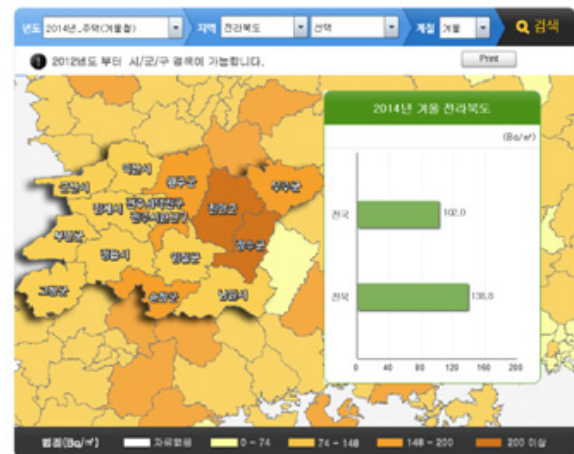 년도 2014년_주택(겨울철) 지역 전라북도 선택 계절 겨울 검색
2012년도 부터 시/군/구 검색이 가능합니다. Print
2014년 겨울 전라북도
(Bq/㎥)
익산시
완주군
무주군
군산시
진안군
김제시
전주시덕진구
전주시완산구
부안군
장수군
정읍시
임실군
고창군
순창군
남원시
전국 102.0
전북 138.8
0 40 80 120 160 200
범례(Bq/㎥) 자료없음 0 - 74 74 - 148 148 - 200 200 이상